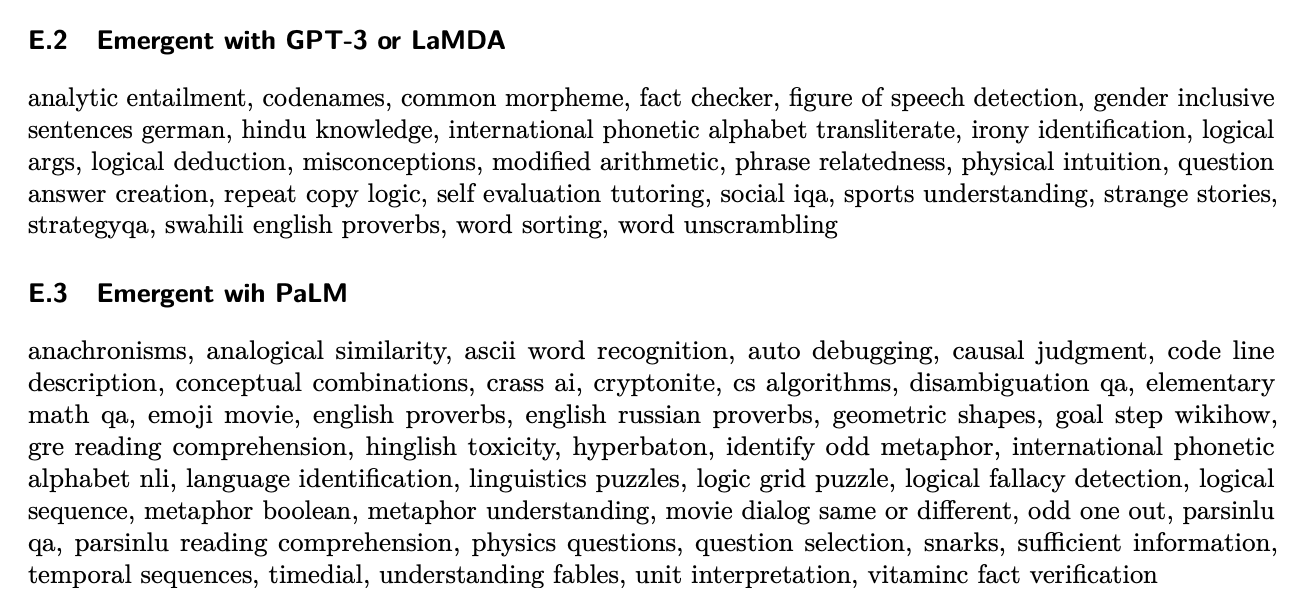 E.2 Emergent with GPT-3 or LaMDA
analytic entailment, codenames, common morpheme, fact checker, figure of speech detection, gender inclusive
sentences german, hindu knowledge, international phonetic alphabet transliterate, irony identification, logical
args, logical deduction, misconceptions, modified arithmetic, phrase relatedness, physical intuition, question
answer creation, repeat copy logic, self evaluation tutoring, social iqa, sports understanding, strange stories,
strategyqa, swahili english proverbs, word sorting, word unscrambling
E.3 Emergent wih PaLM
anachronisms, analogical similarity, ascii word recognition, auto debugging, causal judgment, code line
description, conceptual combinations, crass ai, cryptonite, cs algorithms, disambiguation qa, elementary
math qa, emoji movie, english proverbs, english russian proverbs, geometric shapes, goal step wikihow,
gre reading comprehension, hinglish toxicity, hyperbaton, identify odd metaphor, international phonetic
alphabet nli, language identification, linguistics puzzles, logic grid puzzle, logical fallacy detection, logical
sequence, metaphor boolean, metaphor understanding, movie dialog same or different, odd one out, parsinlu
qa, parsinlu reading comprehension, physics questions, question selection, snarks, sufficient information,
temporal sequences, timedial, understanding fables, unit interpretation, vitaminc fact verification